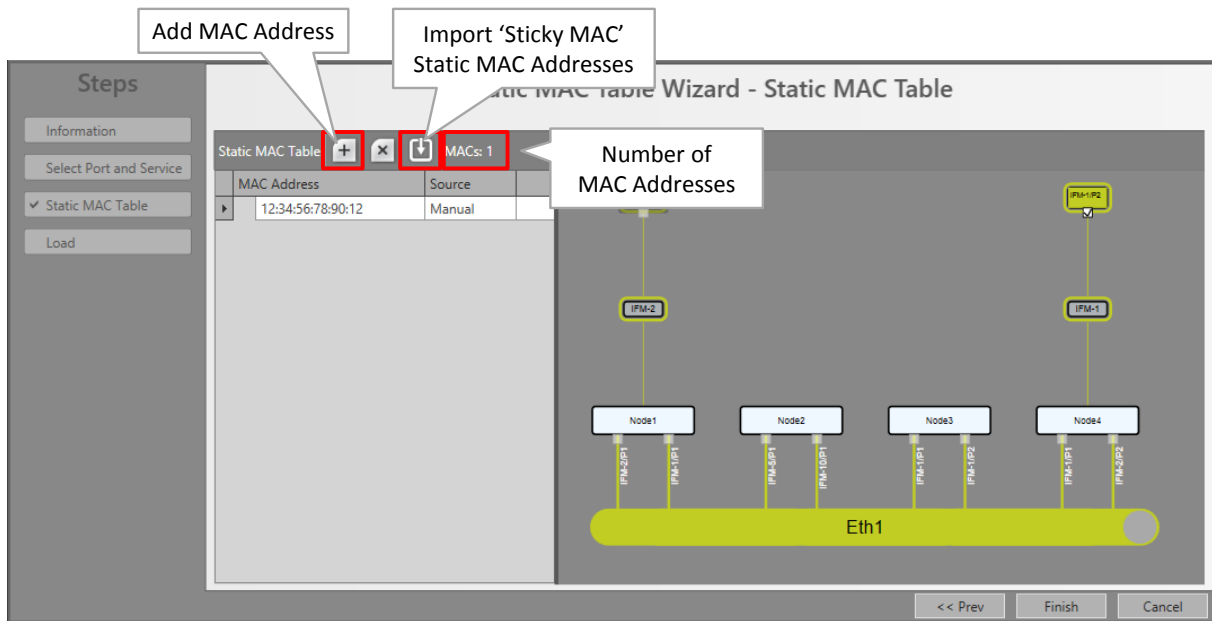 Add MAC Address
Import ‘Sticky MAC’
Static MAC Addresses
Steps
Table Wizard - Static MAC Table
Information
Select Port and Service
Static MAC Table
Load
Static MAC Table
MACs: 1
Number of
MAC Addresses
MAC Address
Source
12:34:56:78:90:12
Manual
IFM-1/P2
IFM-2
IFM-1
Node1
Node2
Node3
Node4
IFM-2/P1
IFM-1/P1
IFM-5/P1
IFM-10/P1
IFM-1/P1
IFM-1/P2
IFM-1/P1
IFM-2/P2
Eth1
<< Prev
Finish
Cancel